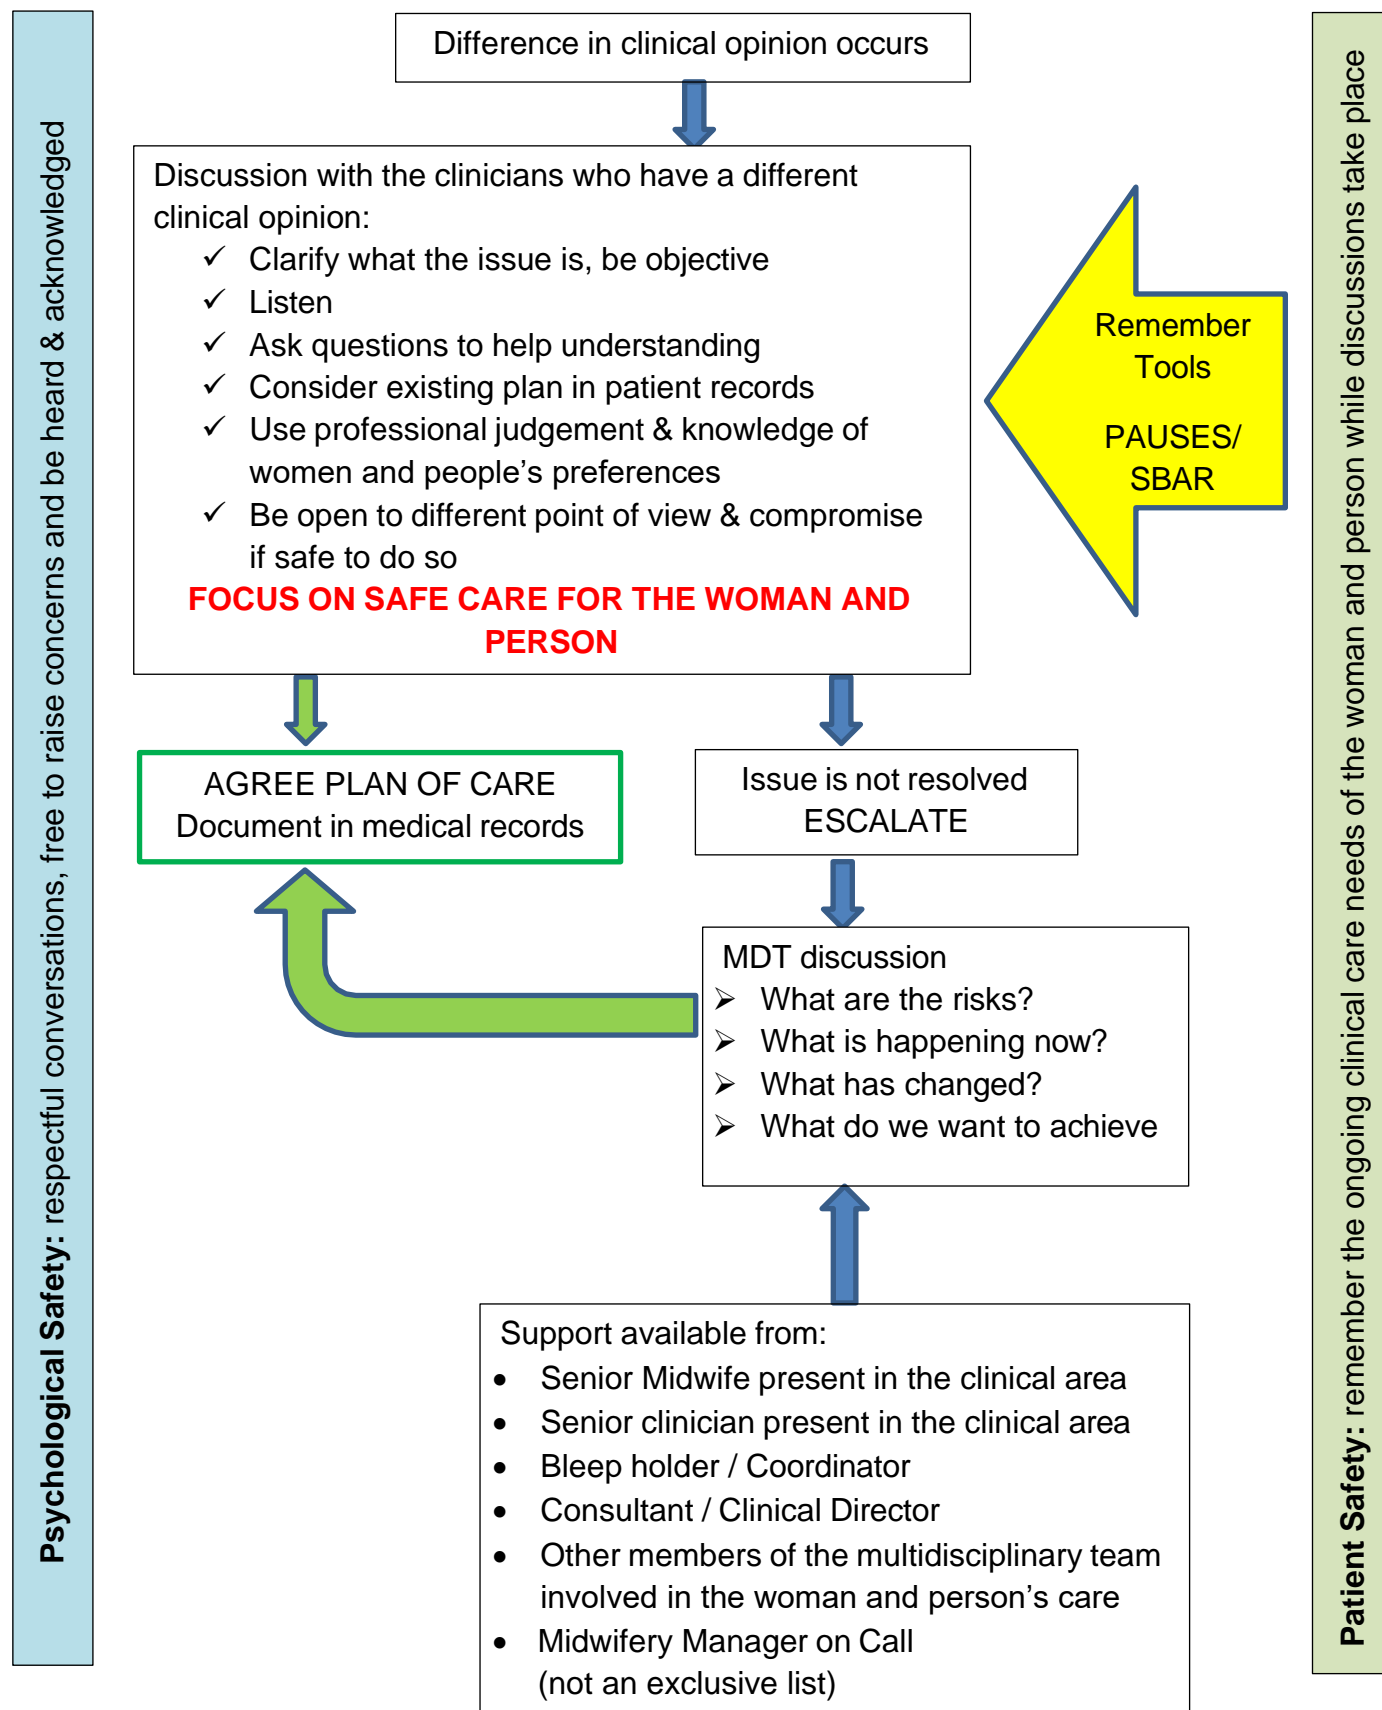 Difference in clinical opinion occurs
Discussion with the clinicians who have a different
clinical opinion:
✓ Clarify what the issue is, be objective
✓ Listen
✓ Ask questions to help understanding
✓ Consider existing plan in patient records
✓ Use professional judgement & knowledge of
women and people’s preferences
✓ Be open to different point of view & compromise
if safe to do so
FOCUS ON SAFE CARE FOR THE WOMAN AND
PERSON
Remember
Tools
PAUSES/
SBAR
AGREE PLAN OF CARE
Document in medical records
Issue is not resolved
ESCALATE
MDT discussion
➢ What are the risks?
➢ What is happening now?
➢ What has changed?
➢ What do we want to achieve
Support available from:
• Senior Midwife present in the clinical area
• Senior clinician present in the clinical area
• Bleep holder / Coordinator
• Consultant / Clinical Director
• Other members of the multidisciplinary team
involved in the woman and person’s care
• Midwifery Manager on Call
(not an exclusive list)
Psychological Safety: respectful conversations, free to raise concerns and be heard & acknowledged
Patient Safety: remember the ongoing clinical care needs of the woman and person while discussions take place